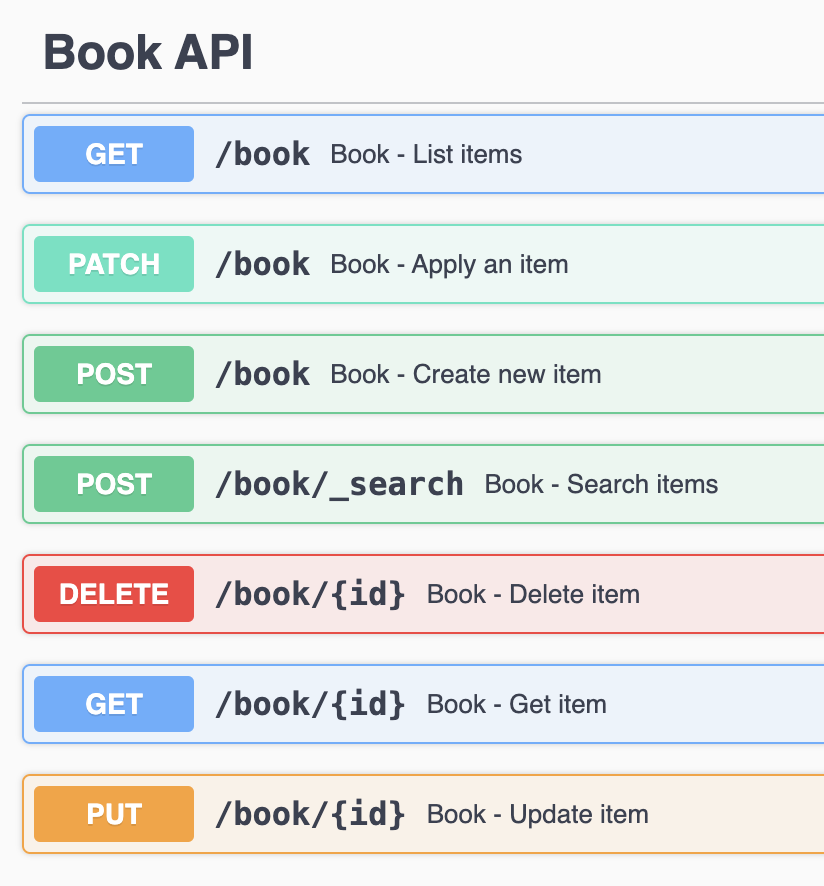 Book API
GET /book Book - List items
PATCH /book Book - Apply an item
POST /book Book - Create new item
POST /book/_search Book - Search items
DELETE /book/{id} Book - Delete item
GET /book/{id} Book - Get item
PUT /book/{id} Book - Update item